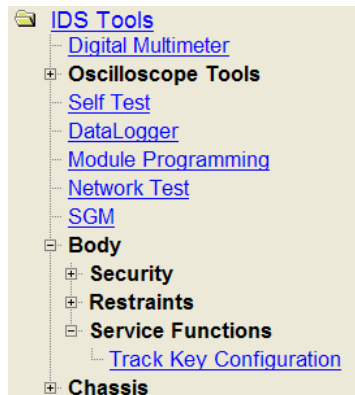 IDS Tools
Digital Multimeter
Oscilloscope Tools
Self Test
DataLogger
Module Programming
Network Test
SGM
Body
Security
Restraints
Service Functions
Track Key Configuration
Chassis